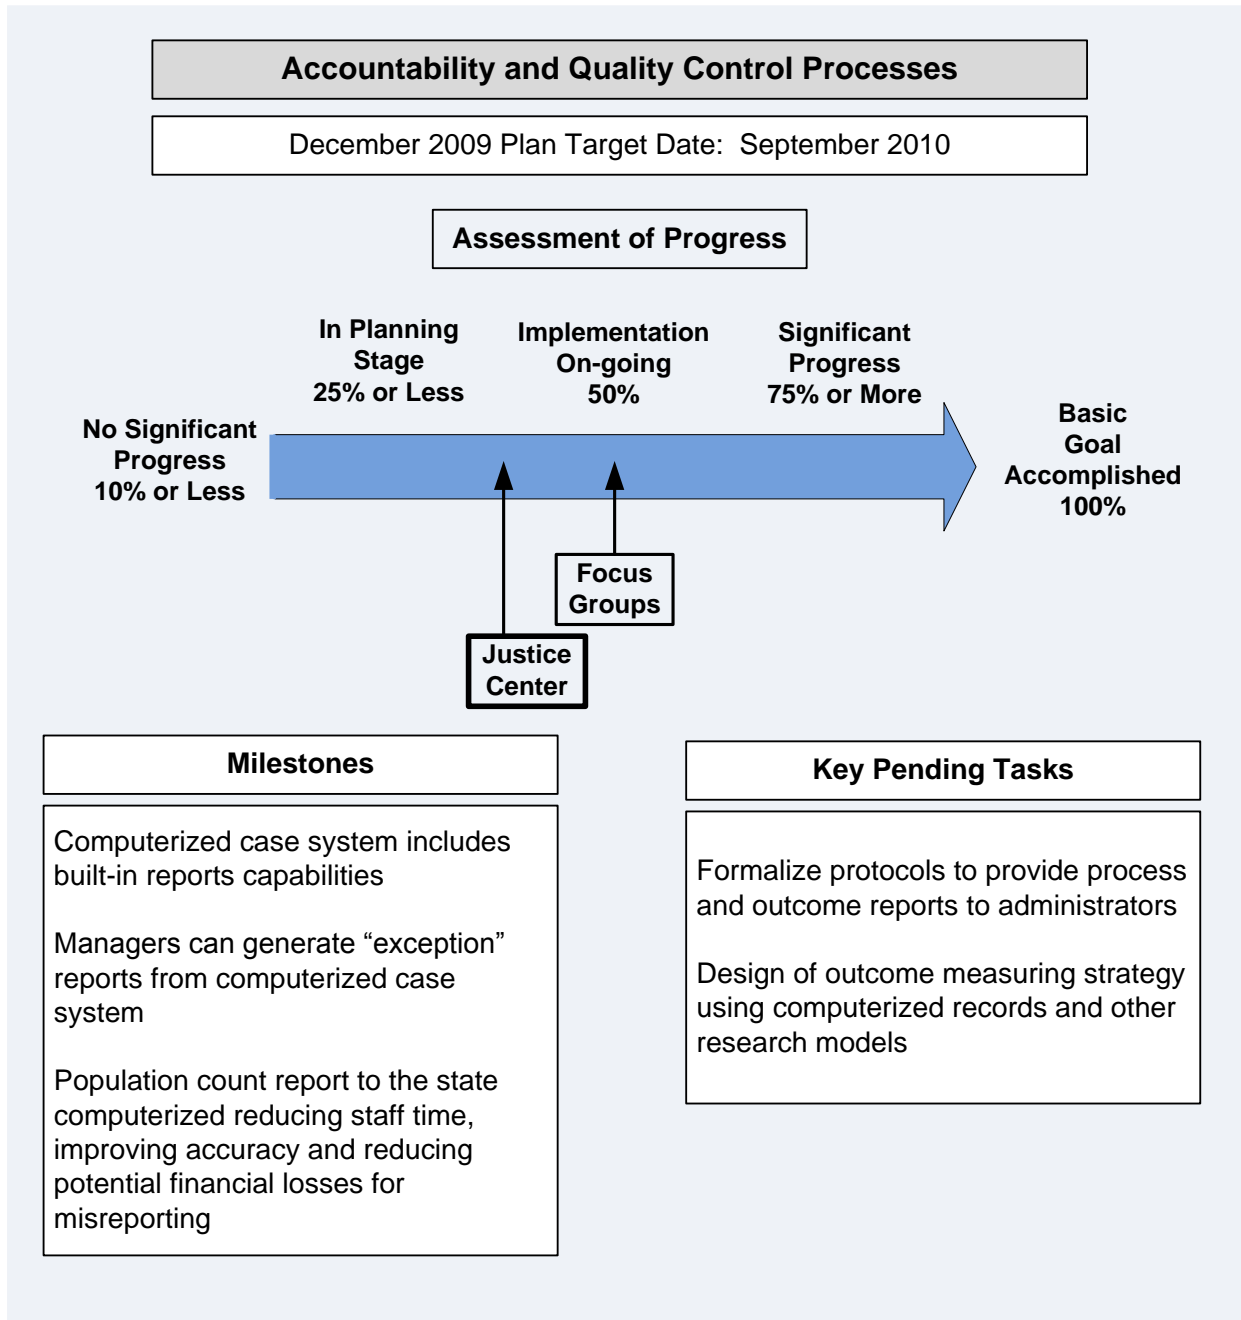 Accountability and Quality Control Processes
December 2009 Plan Target Date:  September 2010
Assessment of Progress
In Planning
Stage
25% or Less
Implementation
On-going
50%
Significant
Progress
75% or More
No Significant
Progress
10% or Less
Basic
Goal
Accomplished
100%
Focus
Groups
Justice
Center
Milestones
Computerized case system includes
built-in reports capabilities
Managers can generate “exception”
reports from computerized case
system
Population count report to the state
computerized reducing staff time,
improving accuracy and reducing
potential financial losses for
misreporting
Key Pending Tasks
Formalize protocols to provide process
and outcome reports to administrators
Design of outcome measuring strategy
using computerized records and other
research models